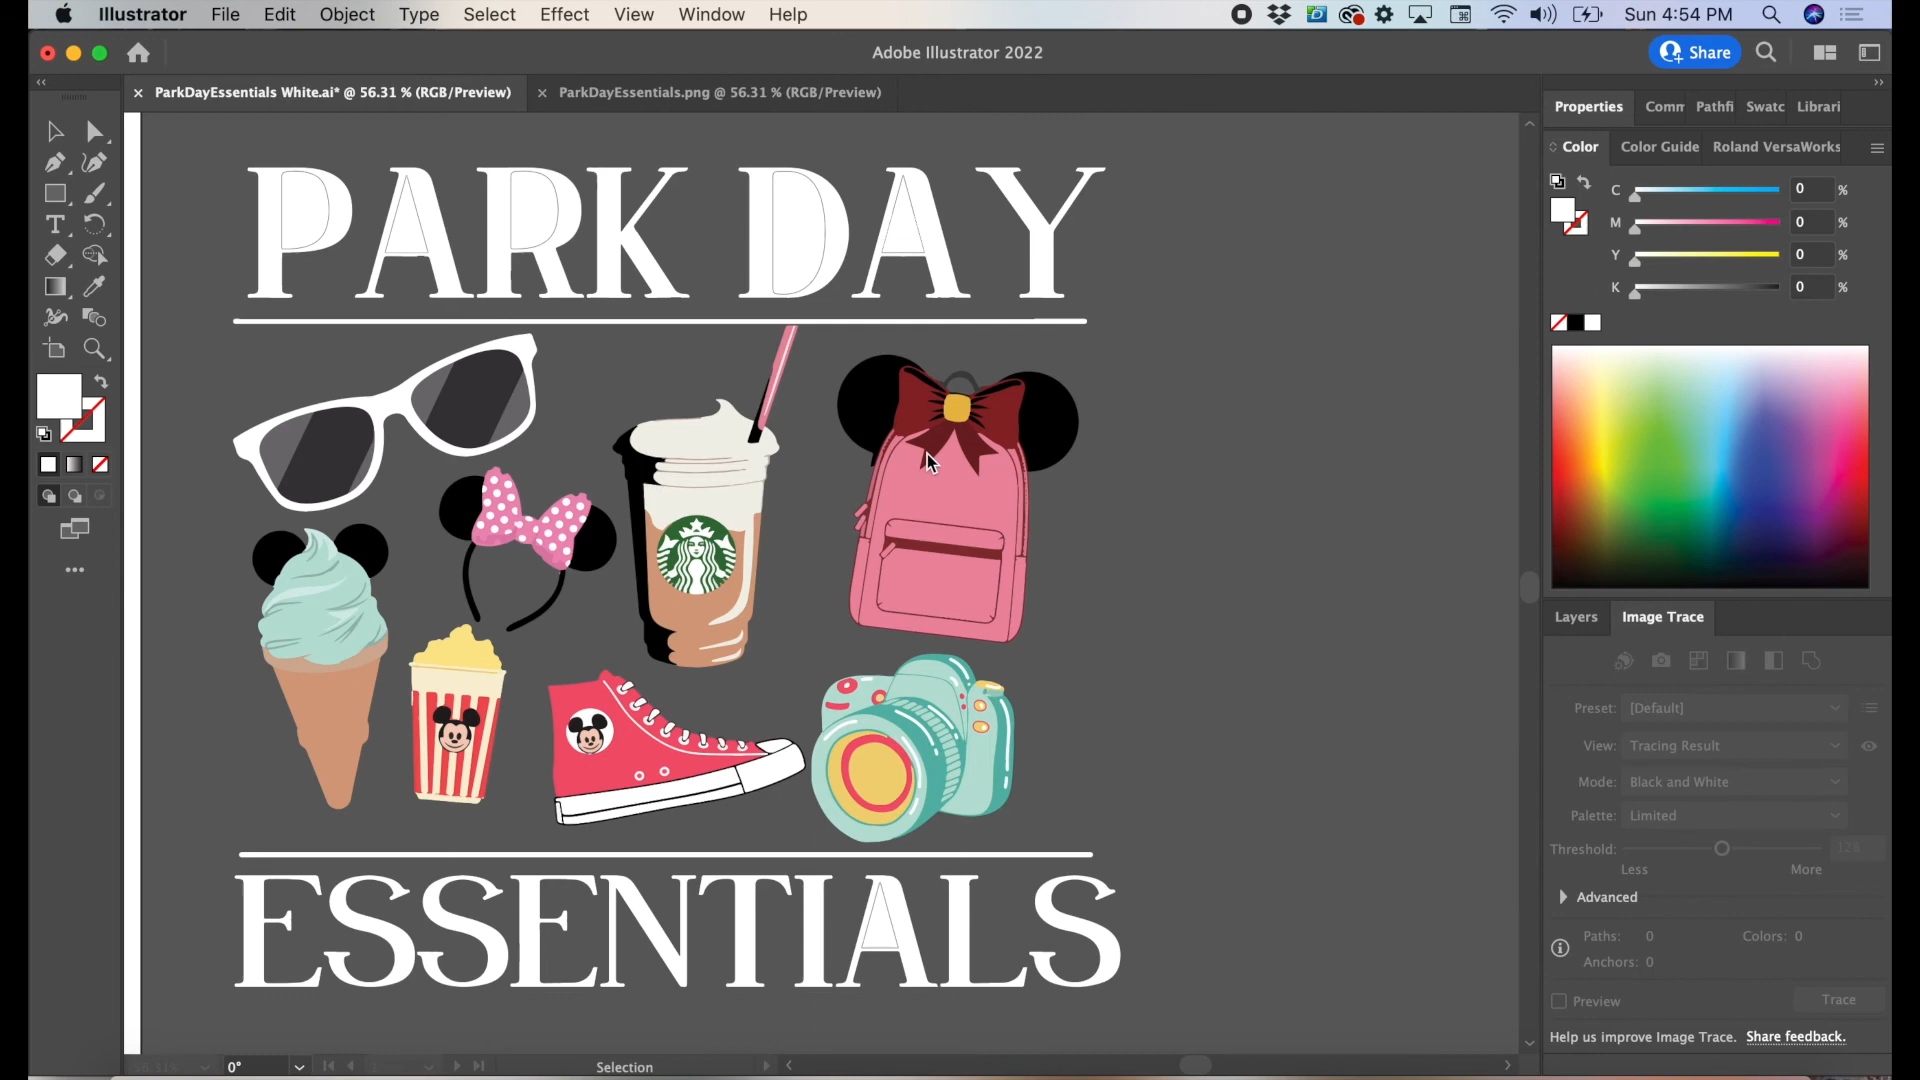 Illustrator File Edit Object Type Select Effect View Window Help Sun 4:54 PM
Adobe Illustrator 2022
Share
ParkDayEssentials White.ai* @ 56.31 % (RGB/Preview)
ParkDayEssentials.png @ 56.31 % (RGB/Preview)
Properties Comm Pathfi Swatc Librari
Color Color Guide Roland VersaWorks
C 0 %
M 0 %
Y 0 %
K 0 %
PARK DAY
ESSENTIALS
Layers Image Trace
Preset: [Default]
View: Tracing Result
Mode: Black and White
Palette: Limited
Threshold: 128
Less More
Advanced
Paths: 0 Colors: 0
Anchors: 0
Preview Trace
Help us improve Image Trace. Share feedback.
0° Selection